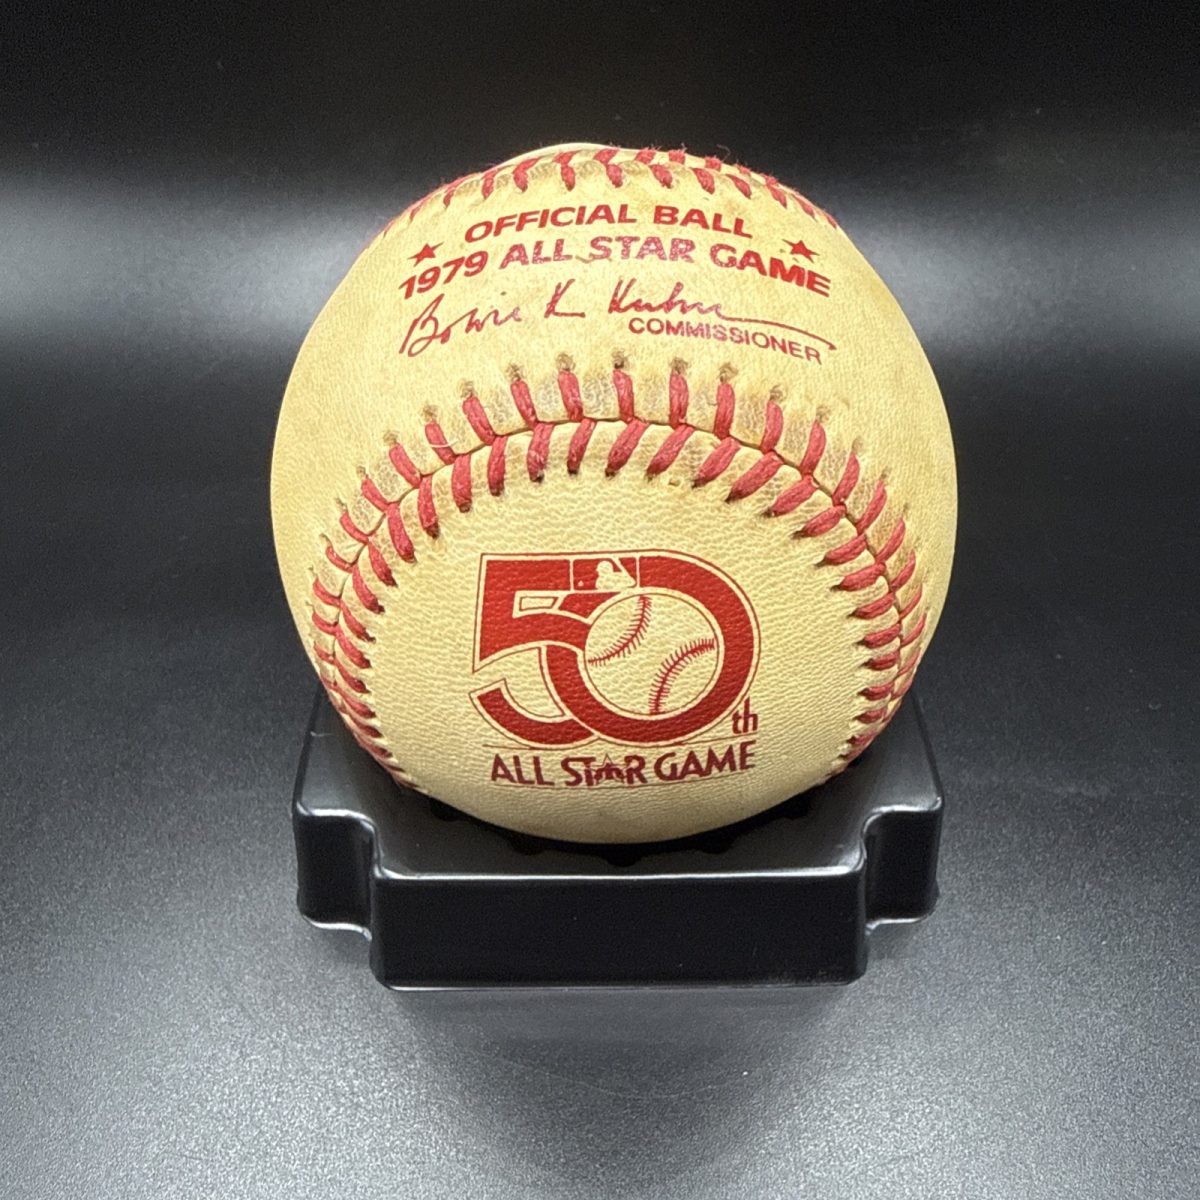 OFFICIAL BALL
★ 1979 ALL STAR GAME ★
Bowie K Kuhn
COMMISSIONER
50th
ALL STAR GAME